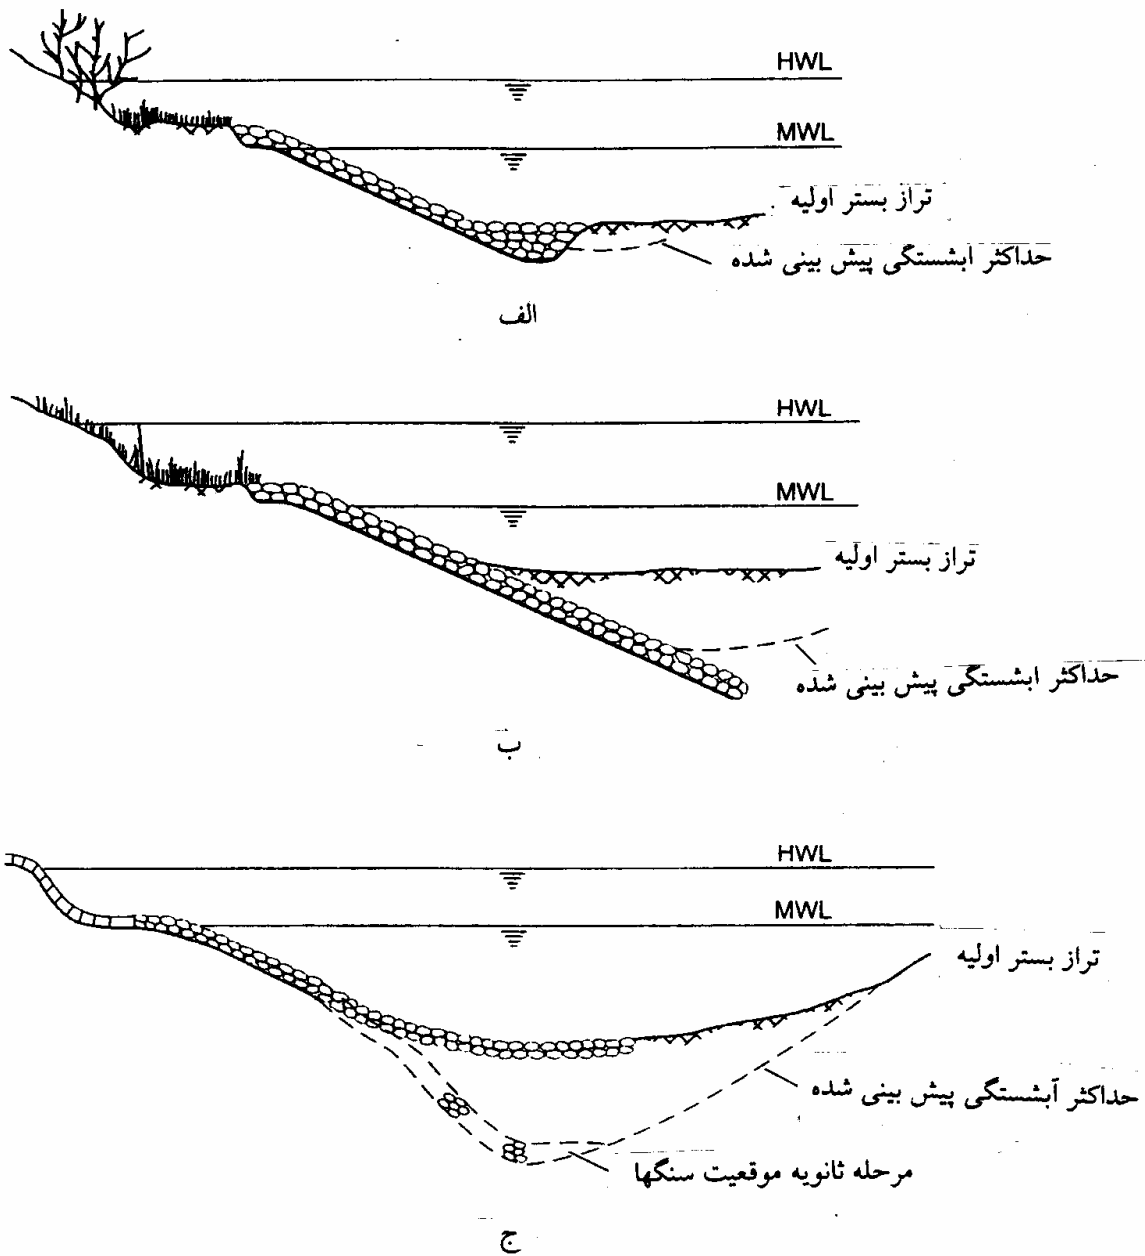 HWL
MWL
تراز بستر اولیه
حداکثر ابشستگی پیش بینی شده
الف
HWL
MWL
تراز بستر اولیه
حداکثر ابشستگی پیش بینی شده
ب
HWL
MWL
تراز بستر اولیه
حداکثر آبشستگی پیش بینی شده
مرحله ثانویه موقعیت سنگها
ج